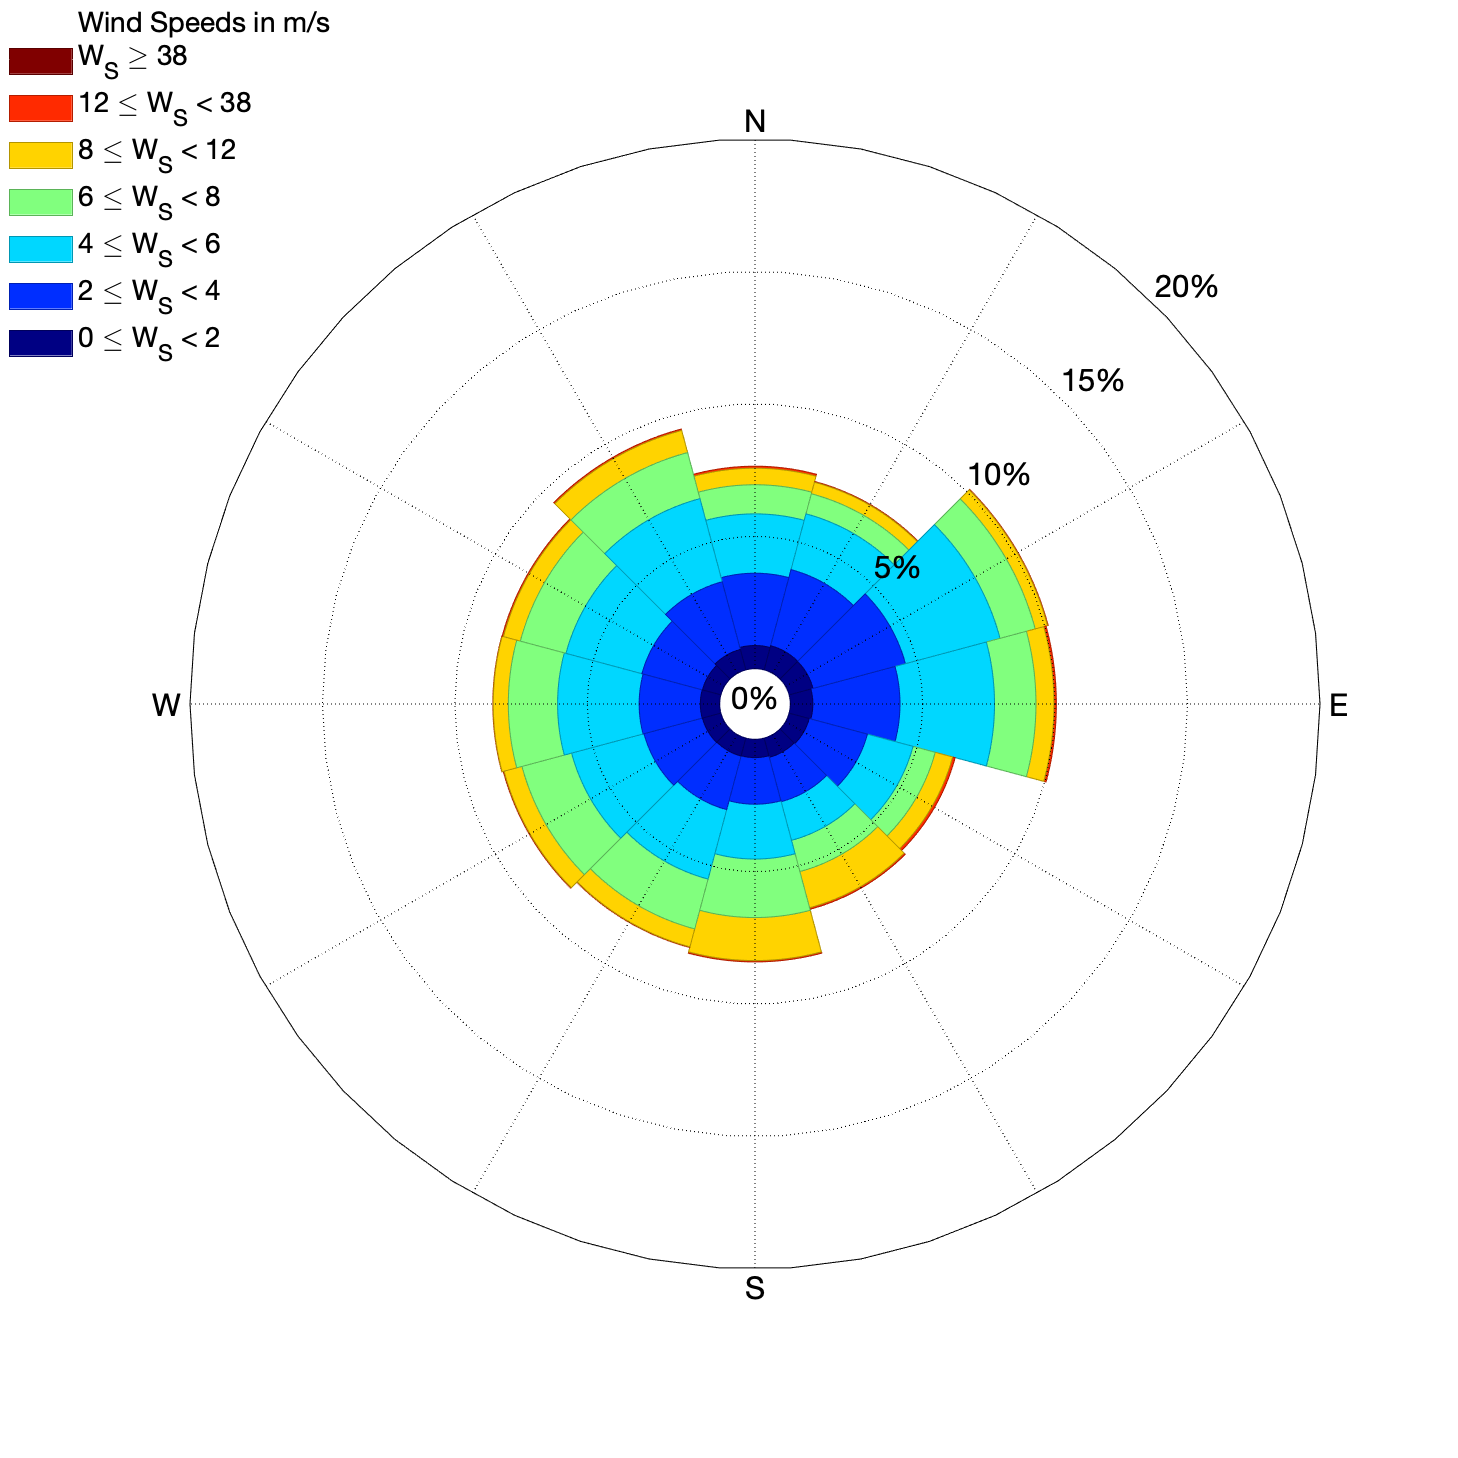 Wind Speeds in m/s
W_S ≥ 38
12 ≤ W_S < 38
8 ≤ W_S < 12
6 ≤ W_S < 8
4 ≤ W_S < 6
2 ≤ W_S < 4
0 ≤ W_S < 2
N
20%
15%
10%
5%
0%
W
E
S